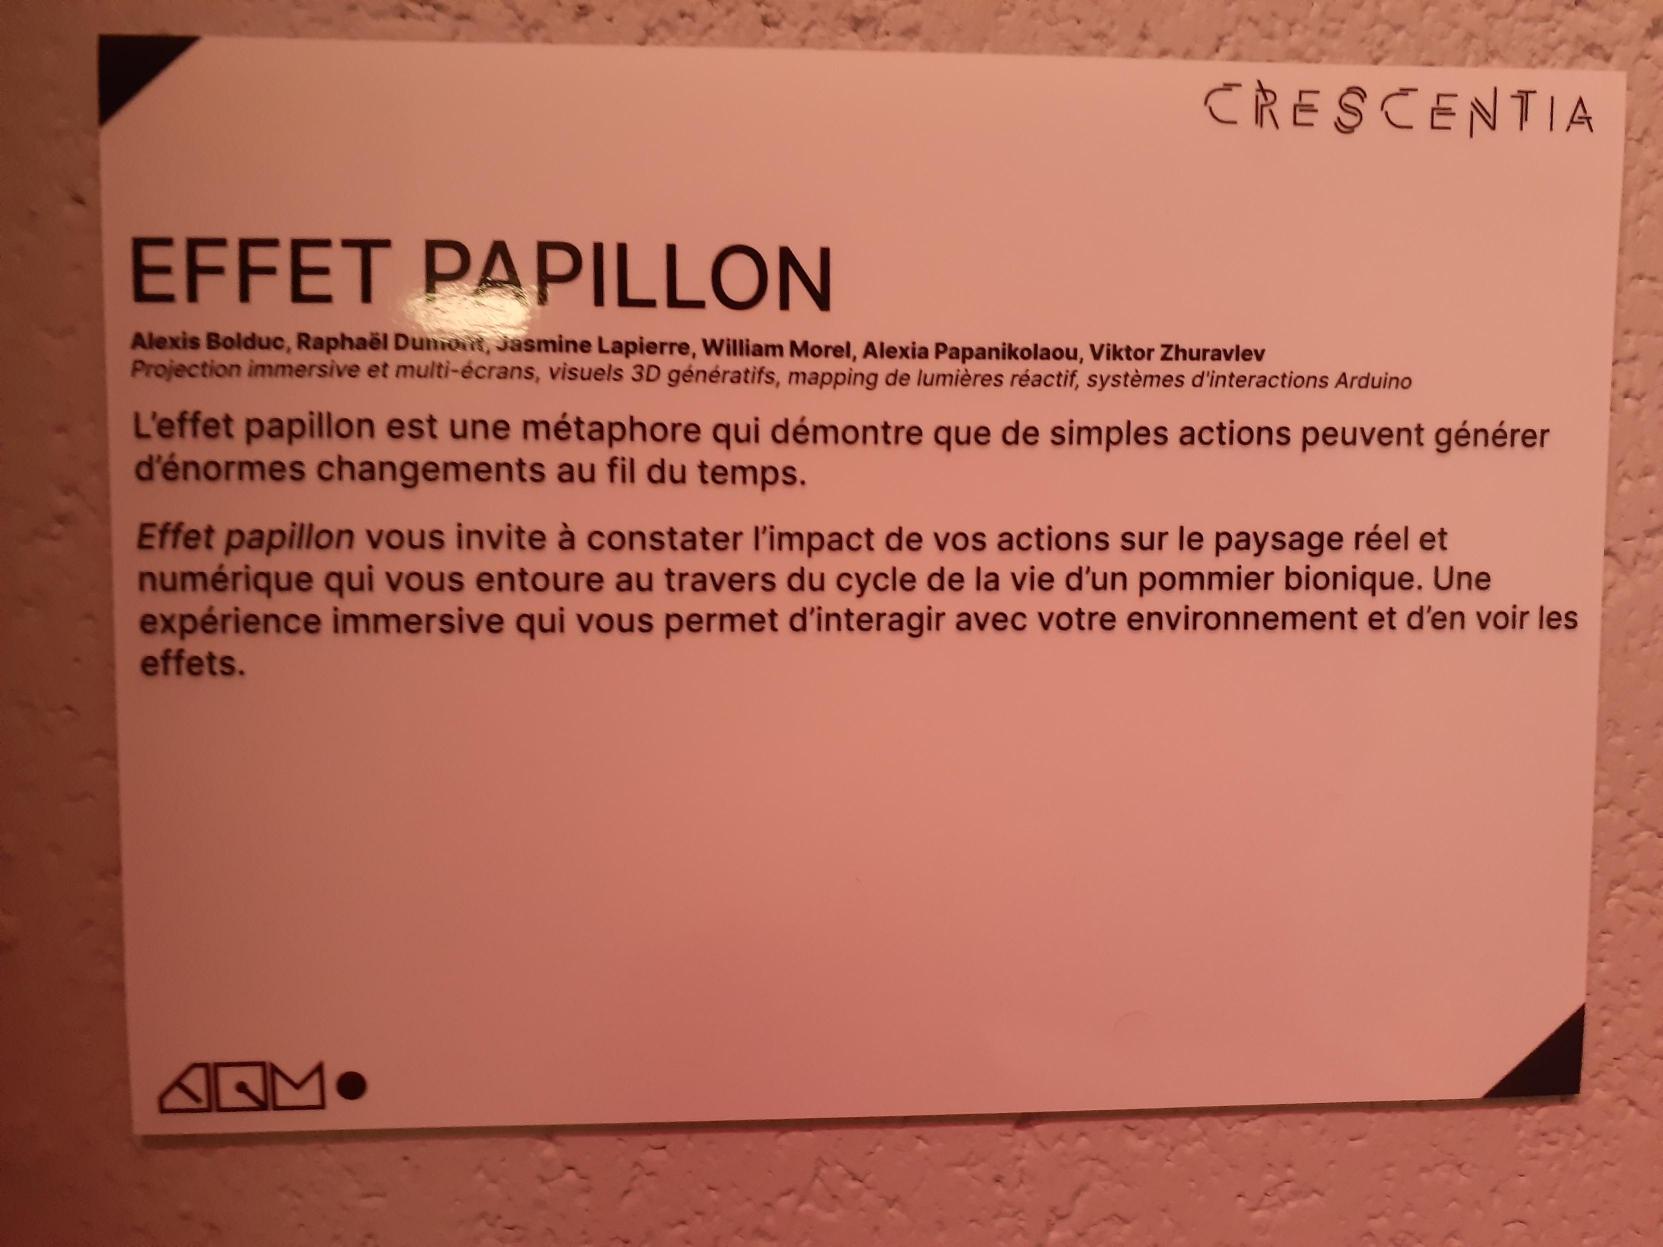 CRESCENTIA
EFFET PAPILLON
Alexis Bolduc, Raphaël Dumont, Jasmine Lapierre, William Morel, Alexia Papanikolaou, Viktor Zhuravlev
Projection immersive et multi-écrans, visuels 3D génératifs, mapping de lumières réactif, systèmes d'interactions Arduino
L'effet papillon est une métaphore qui démontre que de simples actions peuvent générer
d'énormes changements au fil du temps.
Effet papillon vous invite à constater l'impact de vos actions sur le paysage réel et
numérique qui vous entoure au travers du cycle de la vie d'un pommier bionique. Une
expérience immersive qui vous permet d'interagir avec votre environnement et d'en voir les
effets.